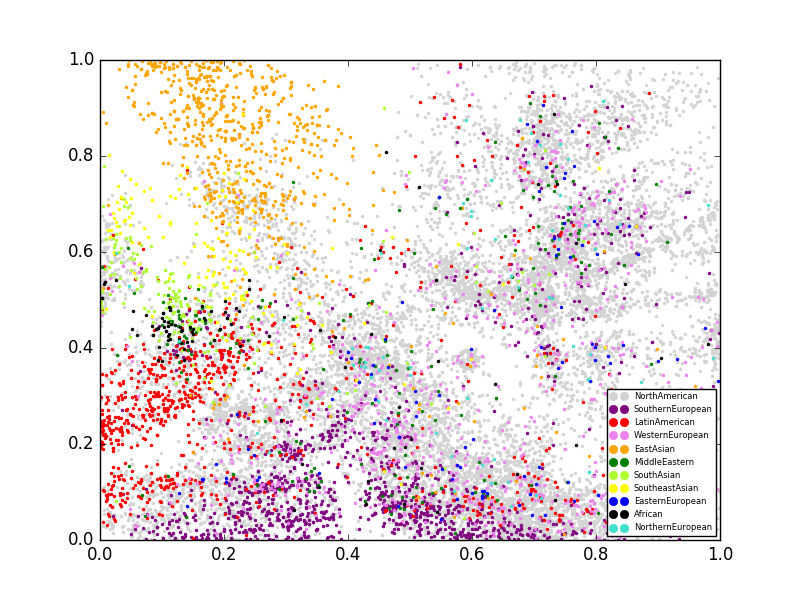 1.0
0.8
0.6
0.4
0.2
0.0
0.0
0.2
0.4
0.6
0.8
1.0
NorthAmerican
SouthernEuropean
LatinAmerican
WesternEuropean
EastAsian
MiddleEastern
SouthAsian
SoutheastAsian
EasternEuropean
African
NorthernEuropean